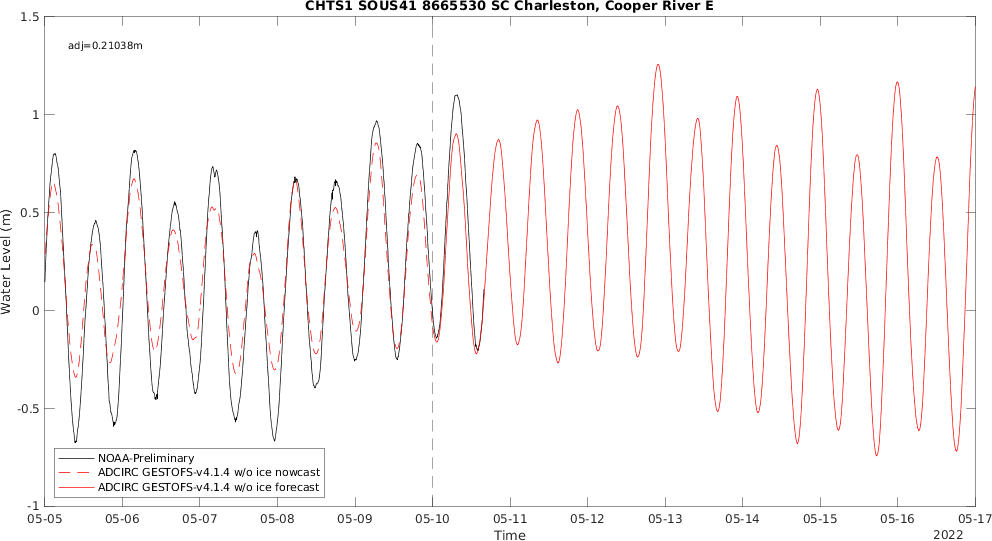 CHTS1 SOUS41 8665530 SC Charleston, Cooper River E
adj=0.21038m
1.5
1
0.5
0
-0.5
-1
Water Level (m)
NOAA-Preliminary
ADCIRC GESTOFS-v4.1.4 w/o ice nowcast
ADCIRC GESTOFS-v4.1.4 w/o ice forecast
05-05 05-06 05-07 05-08 05-09 05-10 05-11 05-12 05-13 05-14 05-15 05-16 05-17
Time
2022